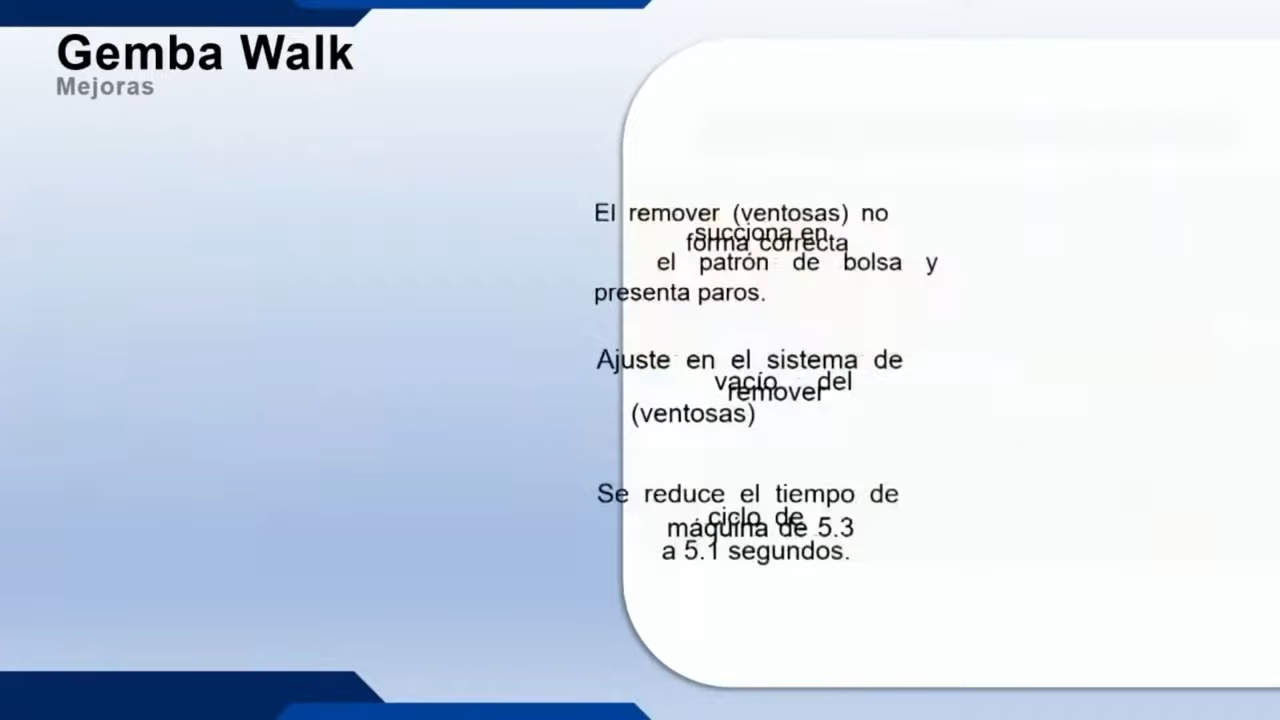 Gemba Walk
Mejoras
El remover (ventosas) no
succiona en
forma correcta
el patrón de bolsa y
presenta paros.
Ajuste en el sistema de
vacío del
remover
(ventosas)
Se reduce el tiempo de
ciclo de
máquina de 5.3
a 5.1 segundos.